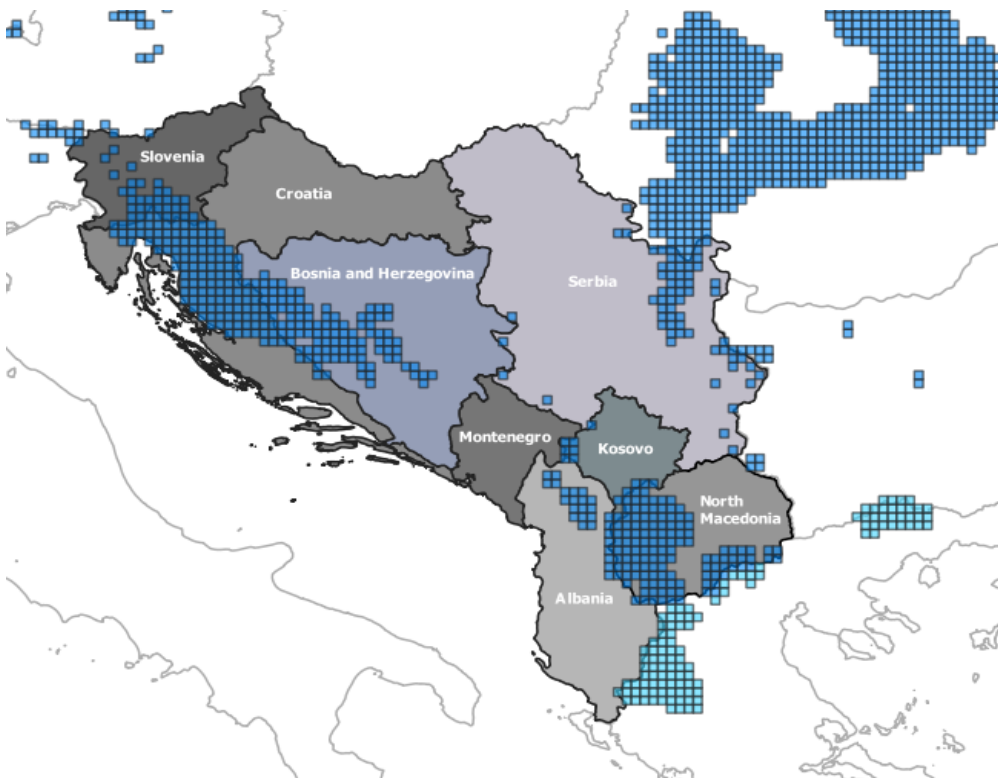 Slovenia
Croatia
Bosnia and Herzegovina
Serbia
Montenegro
Kosovo
North
Macedonia
Albania